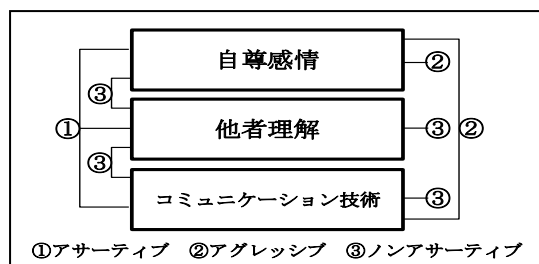 自尊感情
②
③
他者理解
③
①
②
③
コミュニケーション技術
③
①アサーティブ ②アグレッシブ ③ノンアサーティブ